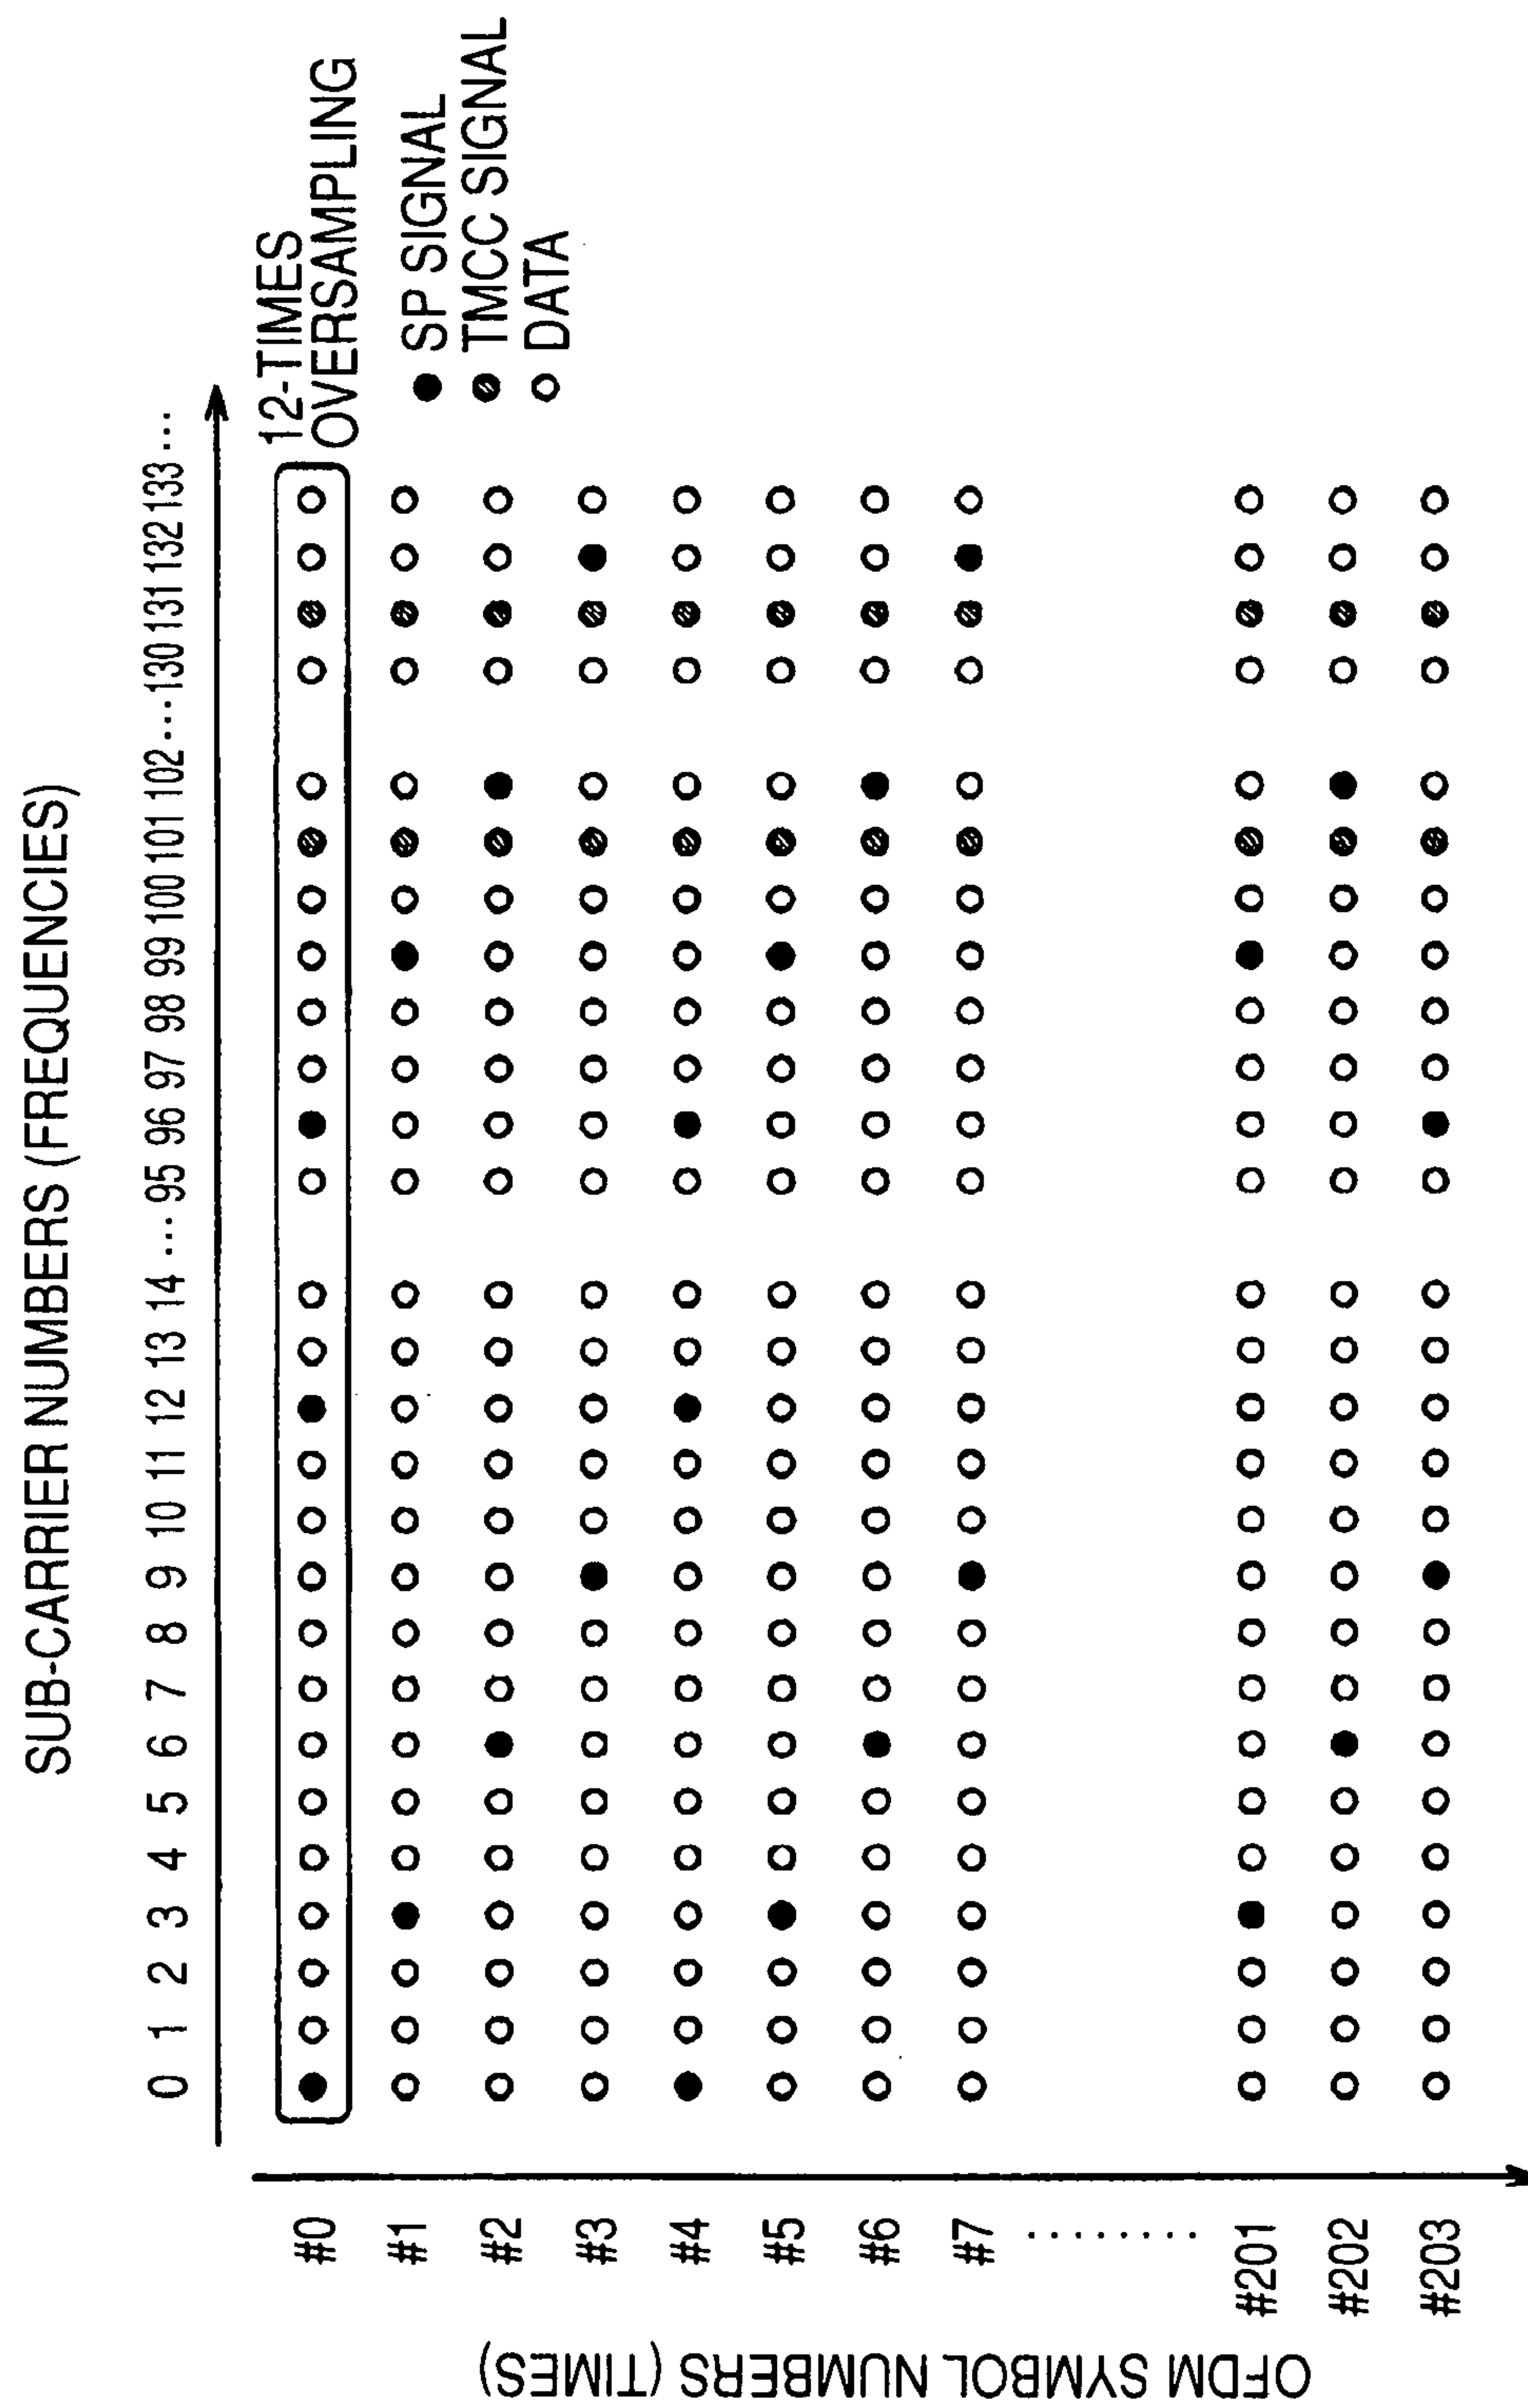 SUB-CARRIER NUMBERS (FREQUENCIES)
0 1 2 3 4 5 6 7 8 9 10 11 12 13 14 ... 95 96 97 98 99 100 101 102 ... 130 131 132 133 ...
12-TIMES
OVERSAMPLING
SP SIGNAL
TMCC SIGNAL
DATA
OFDM SYMBOL NUMBERS (TIMES)
#0
#1
#2
#3
#4
#5
#6
#7
........
#201
#202
#203